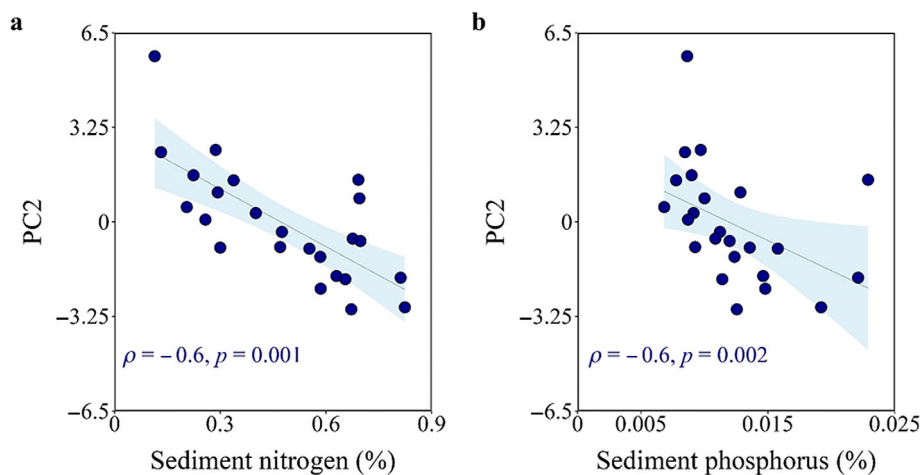 a
6.5
3.25
0
−3.25
−6.5
PC2
ρ = − 0.6, p = 0.001
0 0.3 0.6 0.9
Sediment nitrogen (%)
b
6.5
3.25
0
−3.25
−6.5
PC2
ρ = − 0.6, p = 0.002
0.005 0.015 0.025
Sediment phosphorus (%)